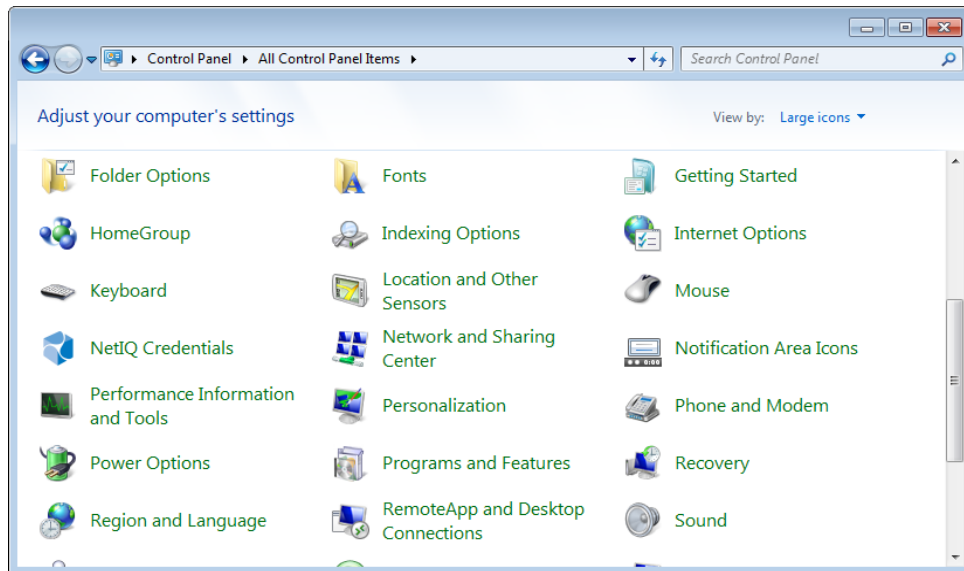 Control Panel All Control Panel Items Search Control Panel
Adjust your computer's settings View by: Large icons
Folder Options Fonts Getting Started
HomeGroup Indexing Options Internet Options
Keyboard Location and Other Sensors Mouse
NetIQ Credentials Network and Sharing Center Notification Area Icons
Performance Information and Tools Personalization Phone and Modem
Power Options Programs and Features Recovery
Region and Language RemoteApp and Desktop Connections Sound